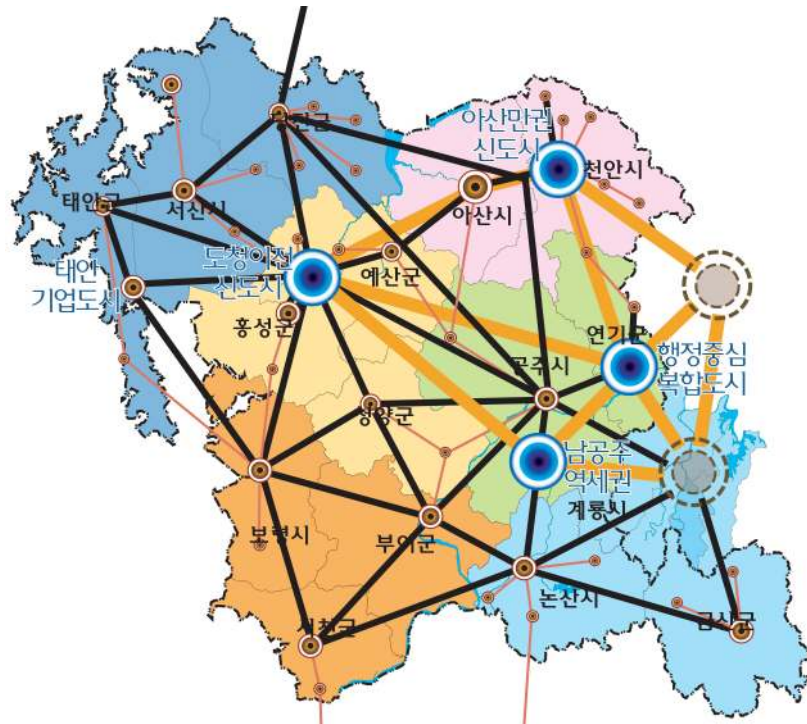 당진군
아산만권
신도시
천안시
태안군
서산시
아산시
도청이전
신도시
예산군
태안
기업도시
홍성군
연기군
공주시
행정중심
복합도시
청양군
남공주
역세권
계룡시
보령시
부여군
논산시
서천군
금산군